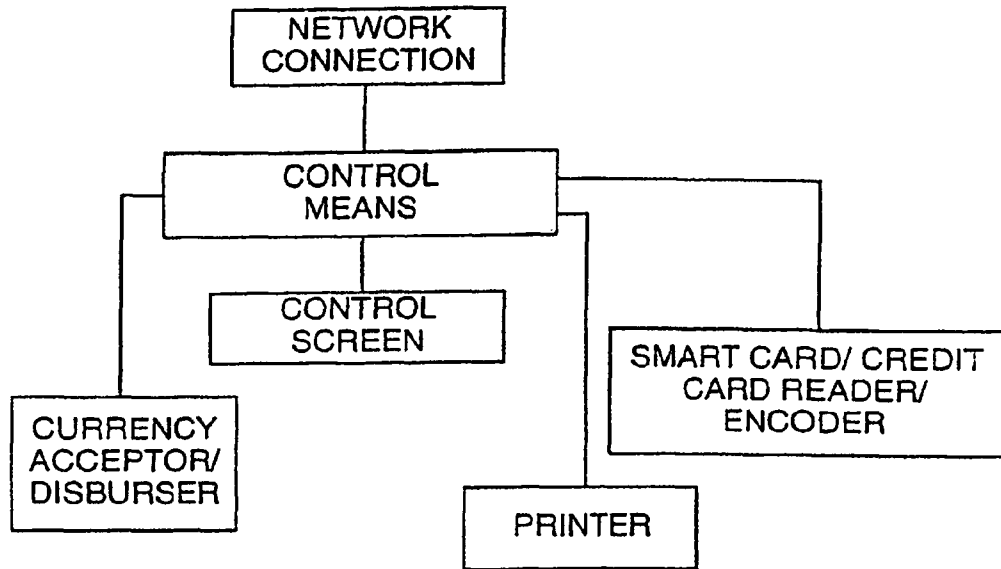 NETWORK
CONNECTION
CONTROL
MEANS
CONTROL
SCREEN
SMART CARD/ CREDIT
CARD READER/
ENCODER
CURRENCY
ACCEPTOR/
DISBURSER
PRINTER